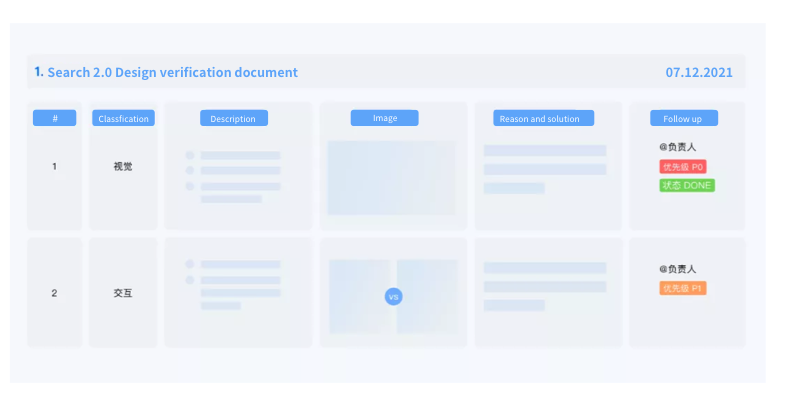 1. Search 2.0 Design verification document
07.12.2021
#
Classfication
Description
Image
Reason and solution
Follow up
1
视觉
@负责人
优先级 P0
状态 DONE
2
交互
VS
@负责人
优先级 P1